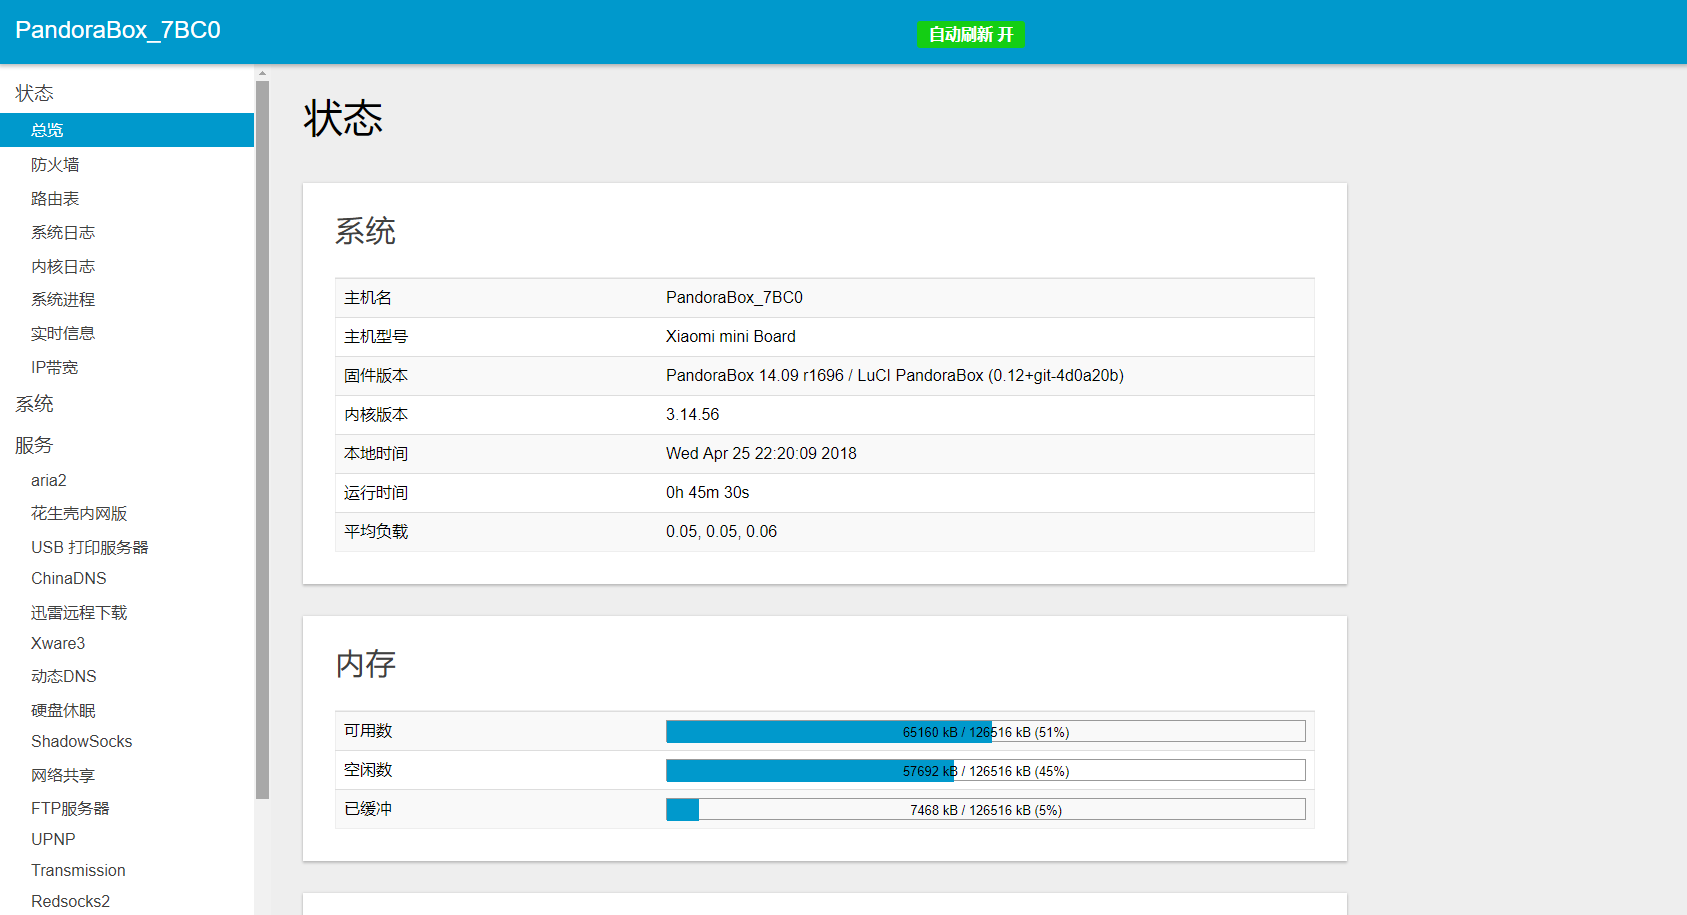 PandoraBox_7BC0
自动刷新 开
状态
总览
防火墙
路由表
系统日志
内核日志
系统进程
实时信息
IP带宽
系统
服务
aria2
花生壳内网版
USB 打印服务器
ChinaDNS
迅雷远程下载
Xware3
动态DNS
硬盘休眠
ShadowSocks
网络共享
FTP服务器
UPNP
Transmission
Redsocks2
状态
系统
主机名 PandoraBox_7BC0
主机型号 Xiaomi mini Board
固件版本 PandoraBox 14.09 r1696 / LuCI PandoraBox (0.12+git-4d0a20b)
内核版本 3.14.56
本地时间 Wed Apr 25 22:20:09 2018
运行时间 0h 45m 30s
平均负载 0.05, 0.05, 0.06
内存
可用数 65160 kB / 126516 kB (51%)
空闲数 57692 kB / 126516 kB (45%)
已缓冲 7468 kB / 126516 kB (5%)